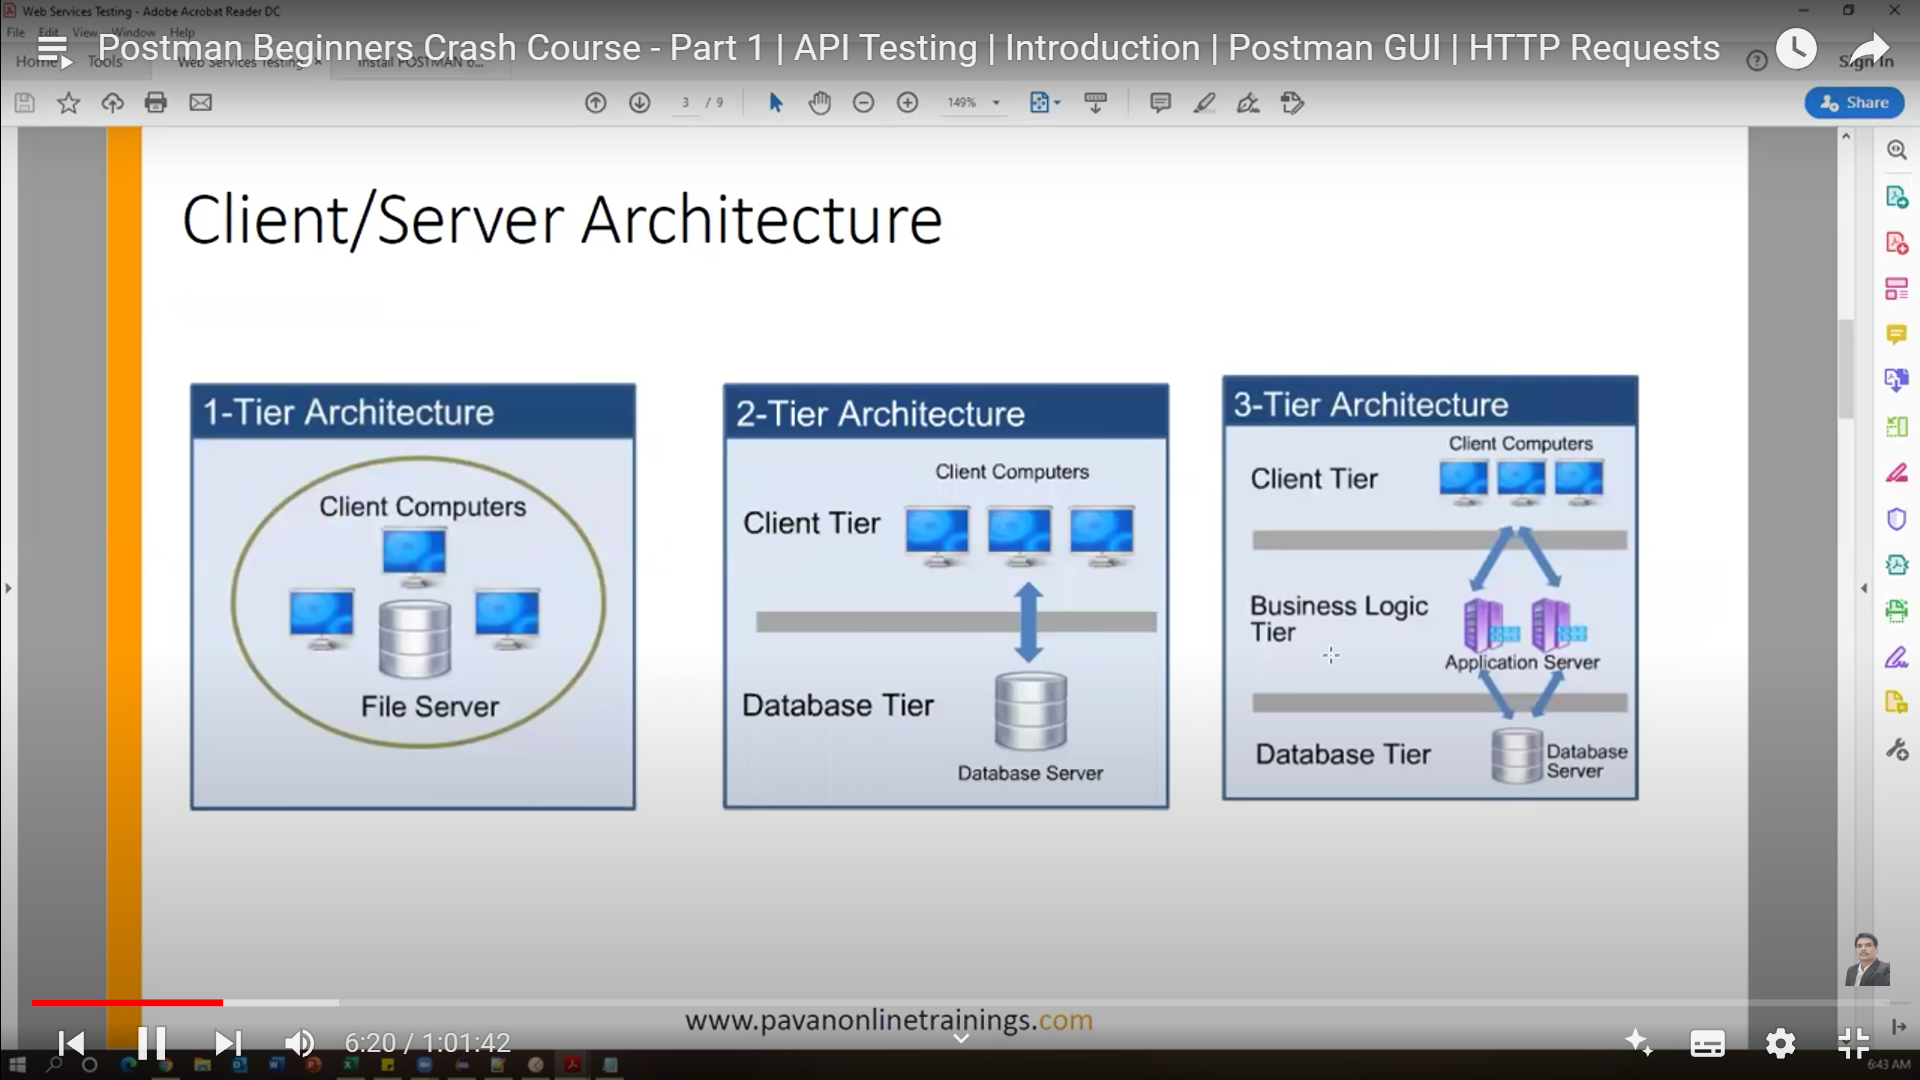 Web Services Testing - Adobe Acrobat Reader DC
File Edit View Window Help
Postman Beginners Crash Course - Part 1 | API Testing | Introduction | Postman GUI | HTTP Requests
Home Tools Web Services Testing Install POSTMAN o... Sign In
3 / 9 149% Share
Client/Server Architecture
1-Tier Architecture
Client Computers
File Server
2-Tier Architecture
Client Computers
Client Tier
Database Tier
Database Server
3-Tier Architecture
Client Computers
Client Tier
Business Logic
Tier
Application Server
Database Tier
Database
Server
www.pavanonlinetrainings.com
6:20 / 1:01:42
6:43 AM